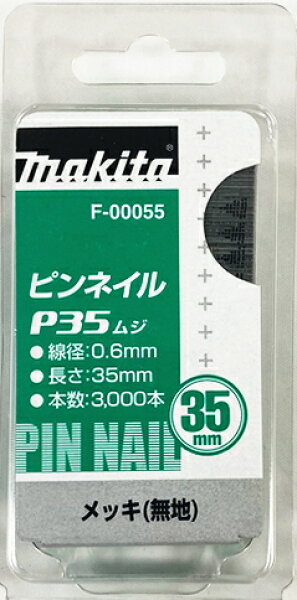 makita®
F-00055
ピンネイル
P35ムジ
●線径:0.6mm
●長さ:35mm
●本数:3,000本
35
mm
PIN NAIL
メッキ(無地)